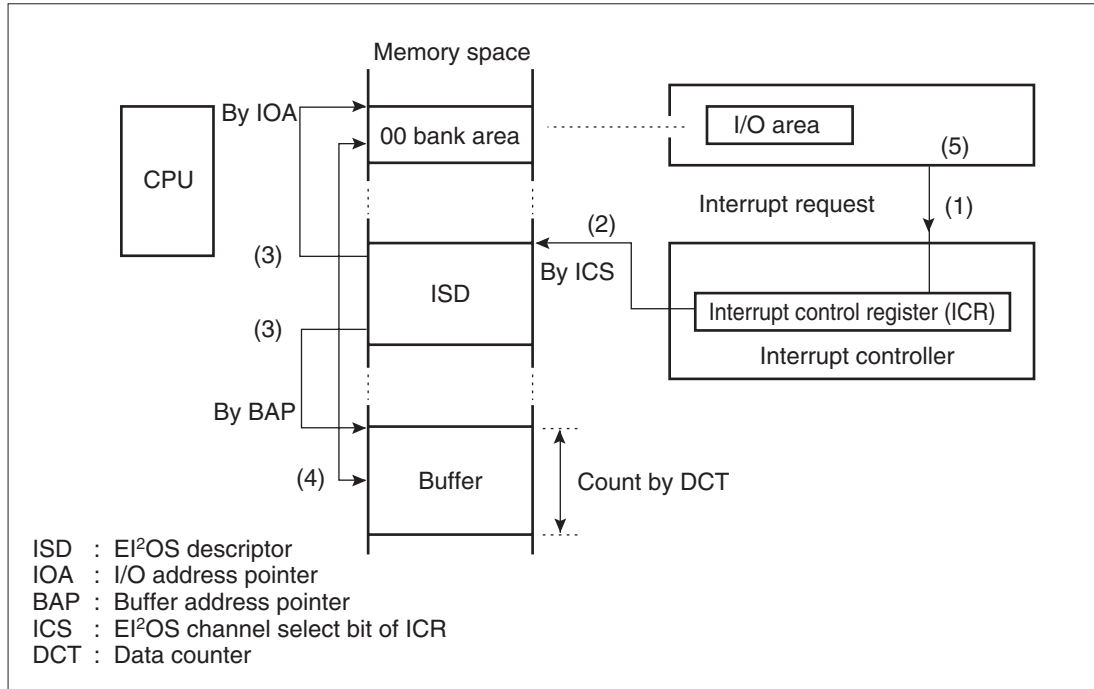 Memory space
By IOA
00 bank area
I/O area
CPU
(5)
Interrupt request
(1)
(2)
(3)
By ICS
ISD
Interrupt control register (ICR)
(3)
Interrupt controller
By BAP
(4)
Buffer
Count by DCT
ISD : EI²OS descriptor
IOA : I/O address pointer
BAP : Buffer address pointer
ICS : EI²OS channel select bit of ICR
DCT : Data counter